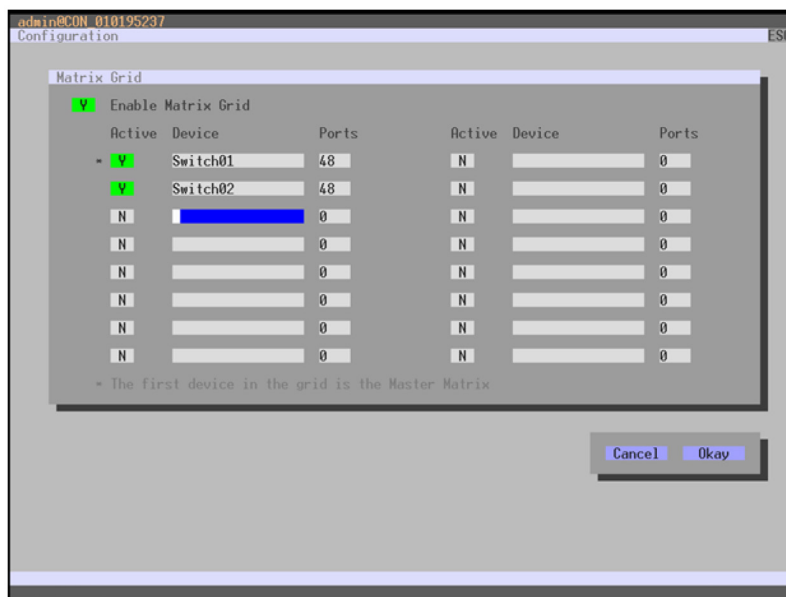 admin@CON_010195237
Configuration ESC
Matrix Grid
Y Enable Matrix Grid
Active Device Ports Active Device Ports
* Y Switch01 48 N 0
Y Switch02 48 N 0
N 0 N 0
N 0 N 0
N 0 N 0
N 0 N 0
N 0 N 0
N 0 N 0
* The first device in the grid is the Master Matrix
Cancel Okay